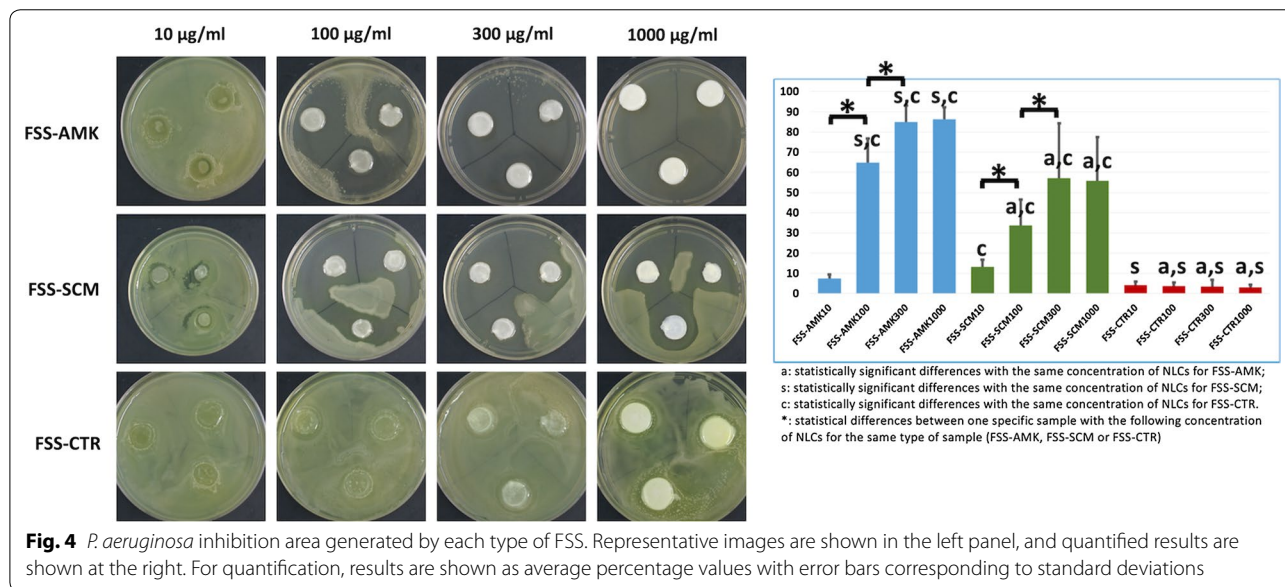 10 µg/ml 100 µg/ml 300 µg/ml 1000 µg/ml
FSS-AMK
FSS-SCM
FSS-CTR
100
90
80
70
60
50
40
30
20
10
0
* * * *
s,c s,c s,c c a,c a,c a,c s a,s a,s a,s
FSS-AMK10 FSS-AMK100 FSS-AMK300 FSS-AMK1000 FSS-SCM10 FSS-SCM100 FSS-SCM300 FSS-SCM1000 FSS-CTR10 FSS-CTR100 FSS-CTR300 FSS-CTR1000
a: statistically significant differences with the same concentration of NLCs for FSS-AMK;
s: statistically significant differences with the same concentration of NLCs for FSS-SCM;
c: statistically significant differences with the same concentration of NLCs for FSS-CTR.
*: statistical differences between one specific sample with the following concentration
of NLCs for the same type of sample (FSS-AMK, FSS-SCM or FSS-CTR)
Fig. 4 P. aeruginosa inhibition area generated by each type of FSS. Representative images are shown in the left panel, and quantified results are
shown at the right. For quantification, results are shown as average percentage values with error bars corresponding to standard deviations